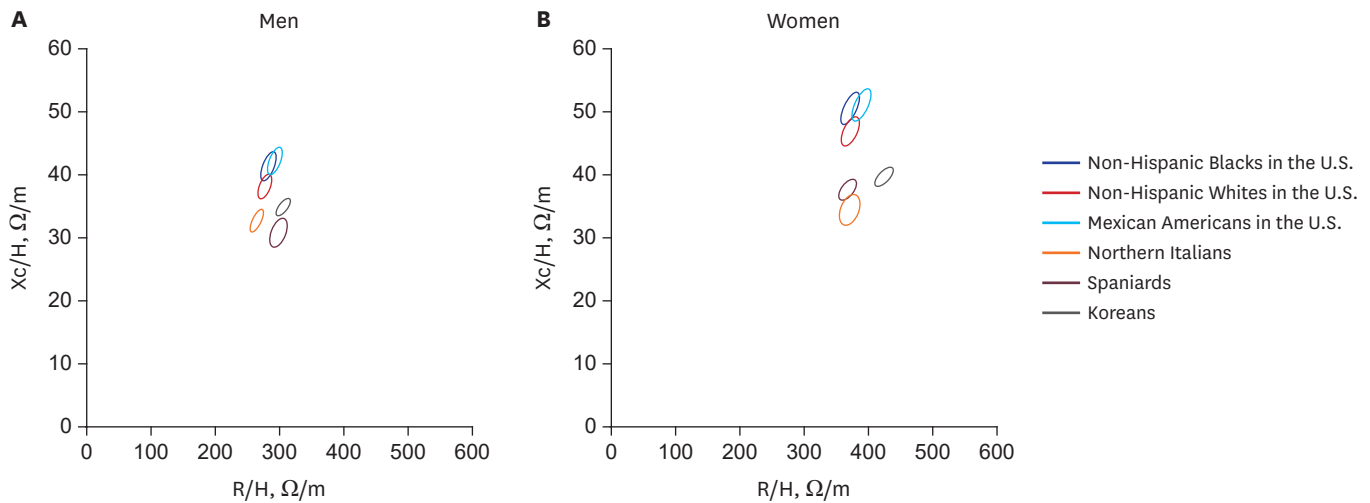 A
Men
60
50
40
30
20
10
0
Xc/H, Ω/m
0 100 200 300 400 500 600
R/H, Ω/m
B
Women
60
50
40
30
20
10
0
Xc/H, Ω/m
0 100 200 300 400 500 600
R/H, Ω/m
Non-Hispanic Blacks in the U.S.
Non-Hispanic Whites in the U.S.
Mexican Americans in the U.S.
Northern Italians
Spaniards
Koreans